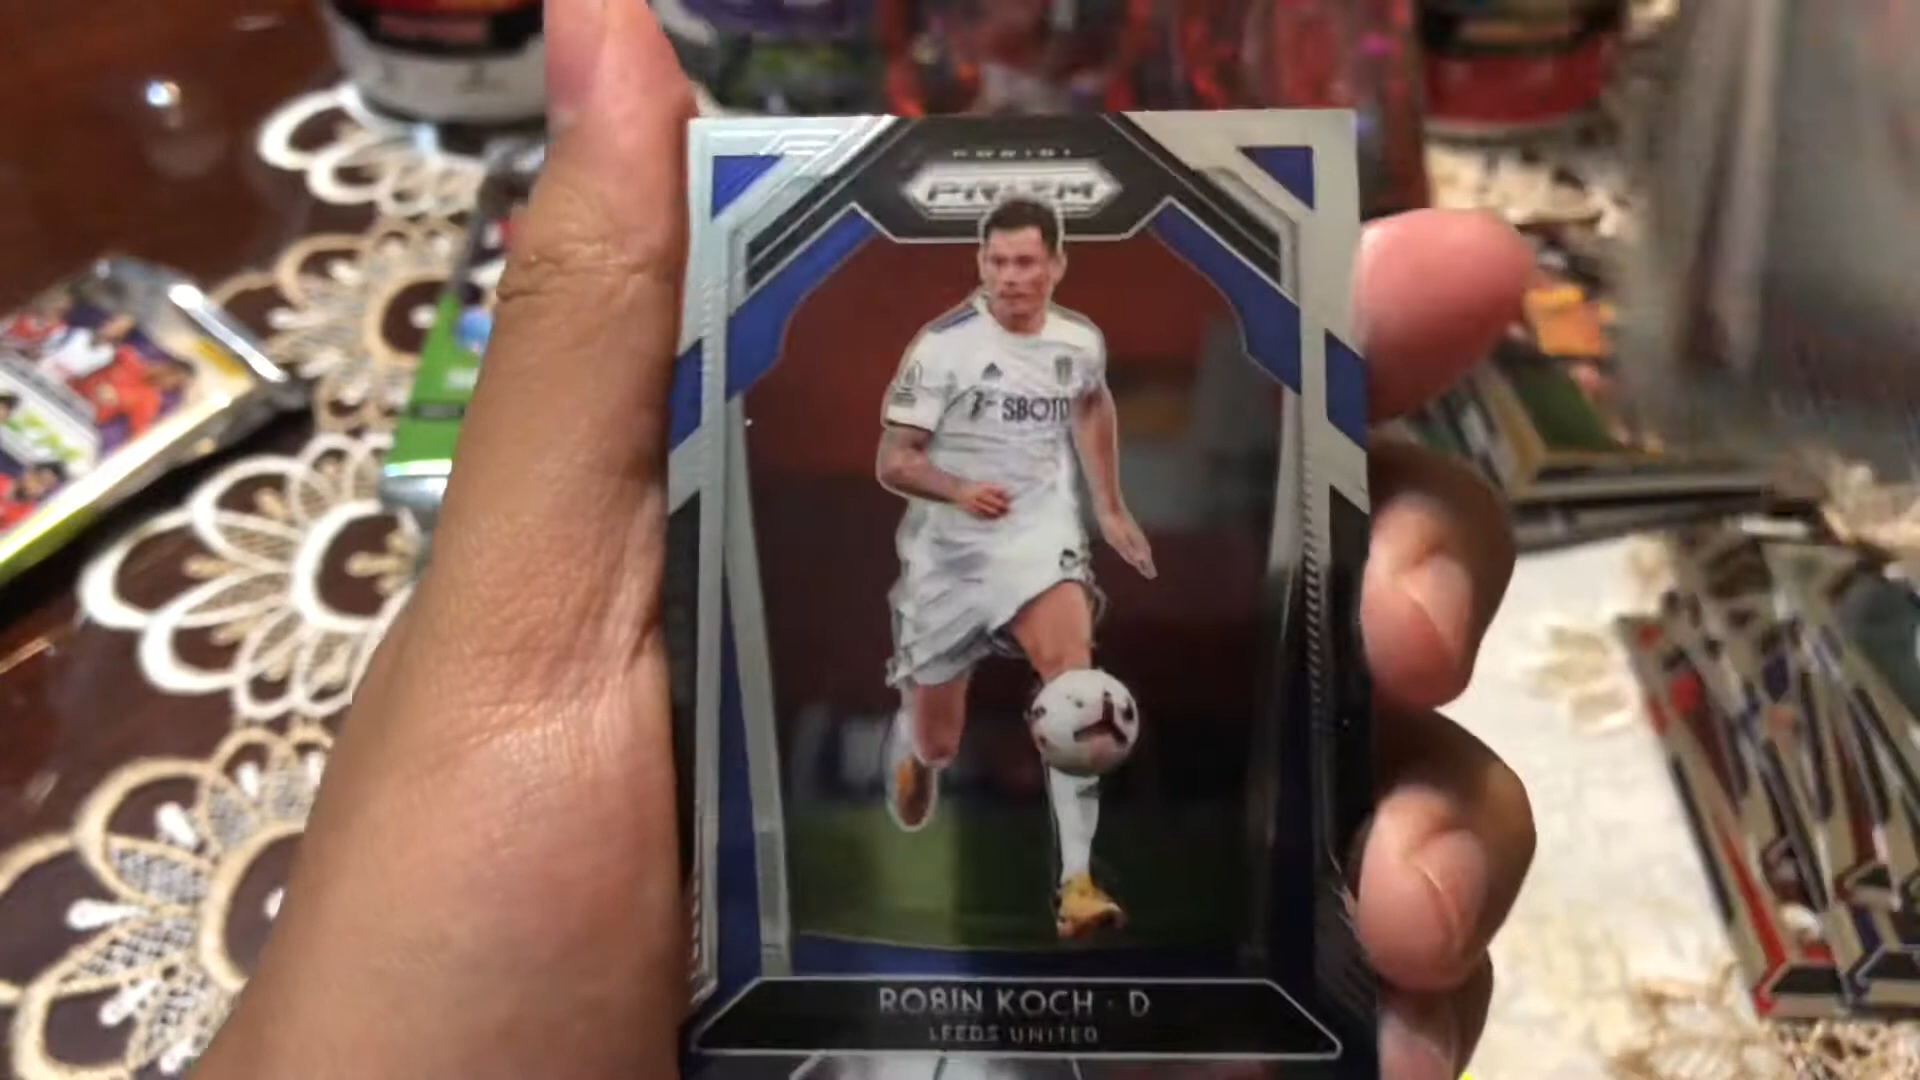 PANINI
PRIZM
SBOTO
ROBIN KOCH · D
LEEDS UNITED